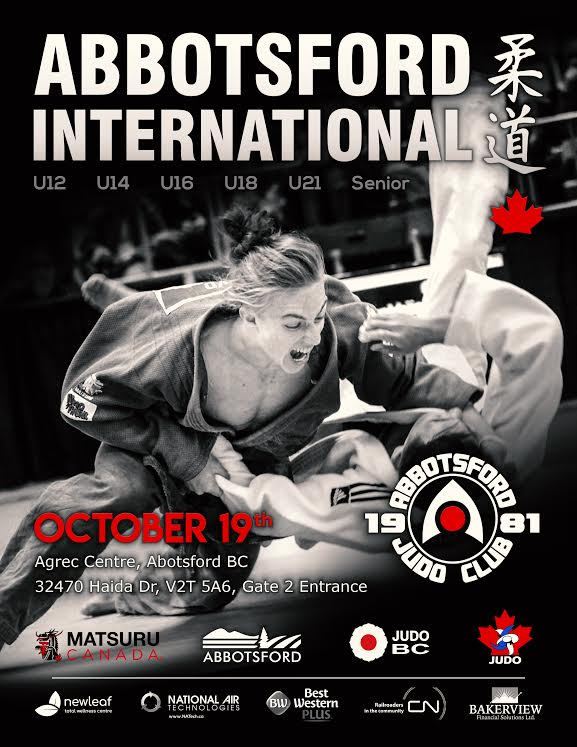 ABBOTSFORD
INTERNATIONAL
柔道
U12 U14 U16 U18 U21 Senior
OCTOBER 19th
Agrec Centre, Abotsford BC
32470 Haida Dr, V2T 5A6, Gate 2 Entrance
ABBOTSFORD
1981
JUDO CLUB
MATSURU
CANADA
ABBOTSFORD
JUDO
BC
JUDO
newleaf
total wellness centre
NATIONAL AIR
TECHNOLOGIES
www.NATech.ca
BW
Best
Western
PLUS
Railroaders
in the community
CN
BAKERVIEW
Financial Solutions Ltd.